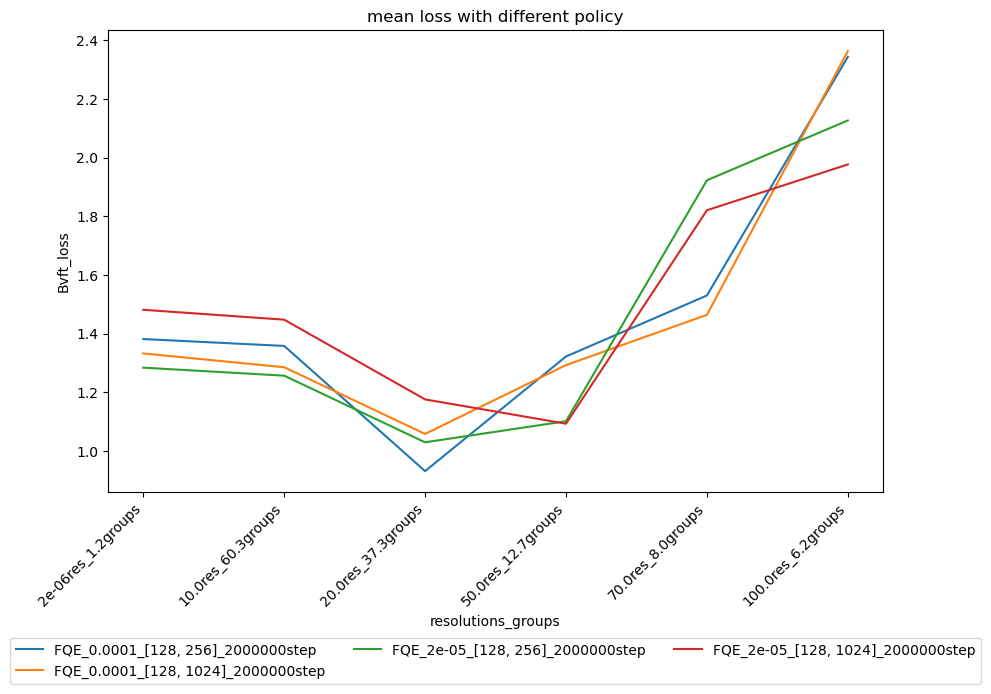 mean loss with different policy
2.4
2.2
2.0
1.8
1.6
1.4
1.2
1.0
Bvft_loss
2e-06res_1.2groups
10.0res_60.3groups
20.0res_37.3groups
50.0res_12.7groups
70.0res_8.0groups
100.0res_6.2groups
resolutions_groups
FQE_0.0001_[128, 256]_2000000step
FQE_0.0001_[128, 1024]_2000000step
FQE_2e-05_[128, 256]_2000000step
FQE_2e-05_[128, 1024]_2000000step